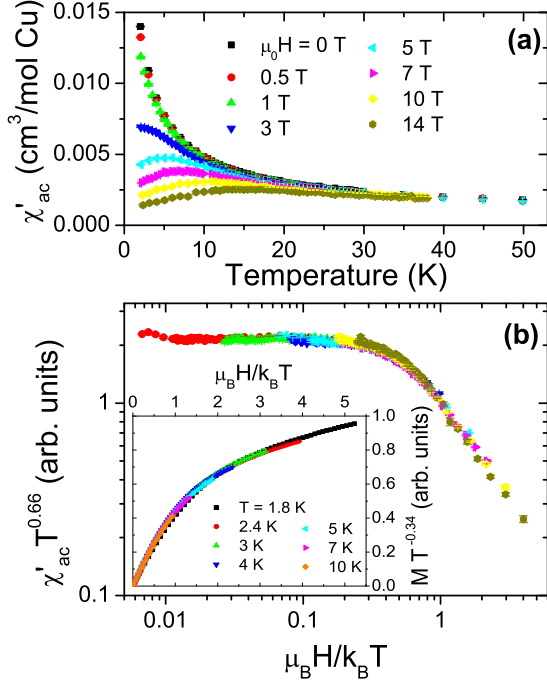 0.015
0.010
0.005
0.000
χ'ac (cm³/mol Cu)
(a)
μ₀H = 0 T
0.5 T
1 T
3 T
5 T
7 T
10 T
14 T
0 10 20 30 40 50
Temperature (K)
(b)
χ'ac T^0.66 (arb. units)
1
0.1
μBH/kBT
0 1 2 3 4 5
1.0
0.8
0.6
0.4
0.2
0.0
M T^-0.34 (arb. units)
T = 1.8 K
2.4 K
3 K
4 K
5 K
7 K
10 K
0.01 0.1 1
μBH/kBT